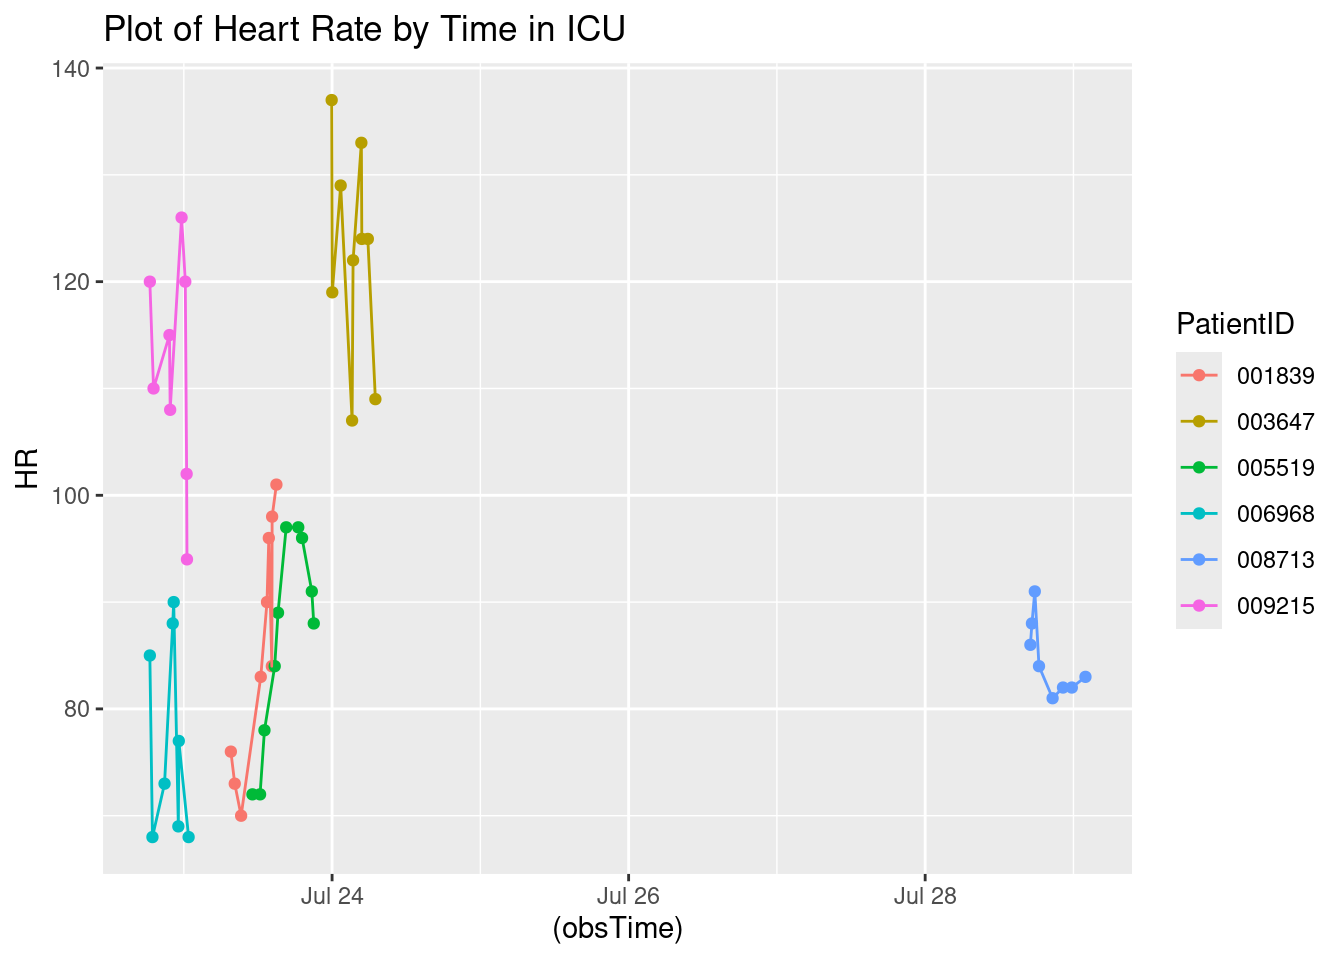 Plot of Heart Rate by Time in ICU
140
120
100
80
HR
Jul 24
Jul 26
Jul 28
(obsTime)
PatientID
001839
003647
005519
006968
008713
009215